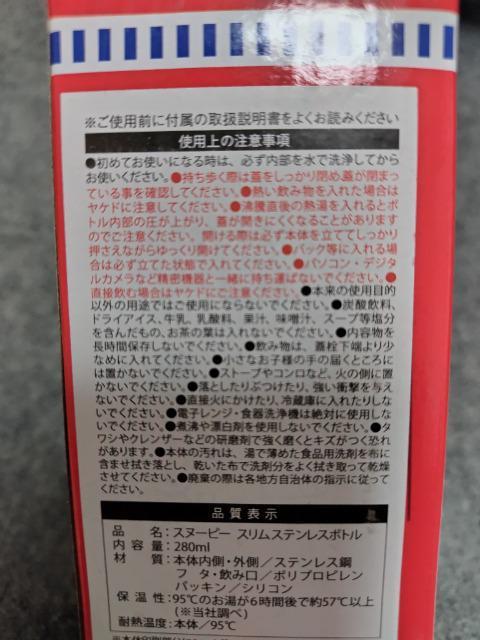 ※ご使用前に付属の取扱説明書をよくお読みください
使用上の注意事項
●初めてお使いになる時は、必ず内部を水で洗浄してから
お使いください。●持ち歩く際は蓋をしっかり閉め、蓋が閉まっ
ている事を確認してください。●熱い飲み物を入れた場合は
ヤケドに注意してください。●沸騰直後の熱湯を入れるとボ
トル内部の圧が上がり、蓋が開きにくくなることがあります
のでご注意ください。開ける際は必ず本体を立ててしっかり
押さえながらゆっくり開けてください。●バック等に入れる場
合は必ず立てた状態で入れてください。●パソコン・デジタ
ルカメラなど精密機器と一緒に持ち運ばないでください。●
直接飲む場合はヤケドにご注意ください。●本来の使用目的
以外の用途ではご使用にならないでください。●炭酸飲料、
ドライアイス、牛乳、乳酸料、果汁、味噌汁、スープ等塩分
を含んだもの、お茶の葉は入れないでください。●内容物を
長時間保存しないでください。●飲み物は、蓋栓下端より少
なめに入れてください。●小さなお子様の手の届くところに
は置かないでください。●ストーブやコンロなど、火の側に置
かないでください。●落としたりぶつけたり、強い衝撃を与え
ないでください。●直接火にかけたり、冷蔵庫に入れたりしな
いでください。●電子レンジ・食器洗浄機は絶対に使用しな
いでください。●煮沸や漂白剤を使用しないでください。●タ
ワシやクレンザーなどの研磨剤で強く磨くとキズがつく恐れ
があります。●本体の汚れは、湯で薄めた食品用洗剤を布に
含ませ拭き落とし、乾いた布で洗剤分をよく拭き取って乾燥
させてください。●廃棄の際は各地方自治体の指示に従って
ください。
品質表示
品名:スヌーピー スリムステンレスボトル
内容量:280ml
材質:本体内側・外側/ステンレス鋼
フタ・飲み口/ポリプロピレン
パッキン/シリコン
保温性:95℃のお湯が6時間後で約57℃以上
(※当社調べ)
耐熱温度:本体/95℃